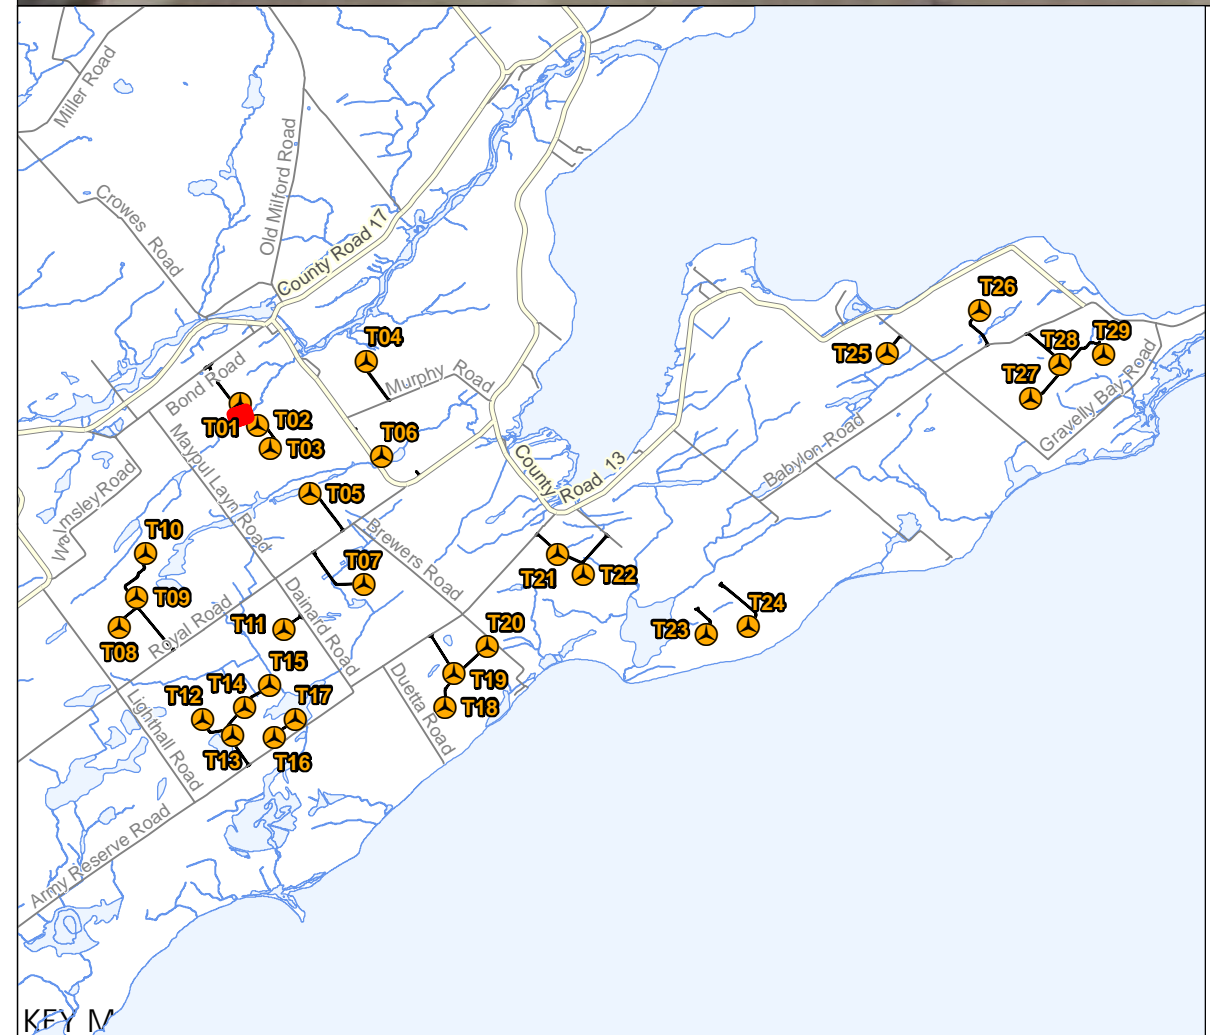 Miller Road
Crowes Road
Old Milford Road
County Road 17
T26
T04
T28
T29
T25
Murphy Road
T27
Bond Road
Gravelly Bay Road
T01
T02
T03
T06
Maypul Layn Road
County Road 13
Babylon Road
T05
Walmsley Road
T10
Brewers Road
T07
T21
T22
T09
T24
T23
Royal Road
T11
T08
Dainard Road
T20
T15
T19
T14
T12
T17
T18
Duetta Road
Lighthall Road
T13
T16
Army Reserve Road
KEY M